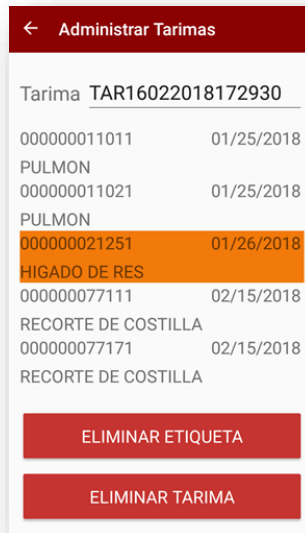 Administrar Tarimas
Tarima TAR16022018172930
000000011011 01/25/2018
PULMON
000000011021 01/25/2018
PULMON
000000021251 01/26/2018
HIGADO DE RES
000000077111 02/15/2018
RECORTE DE COSTILLA
000000077171 02/15/2018
RECORTE DE COSTILLA
ELIMINAR ETIQUETA
ELIMINAR TARIMA